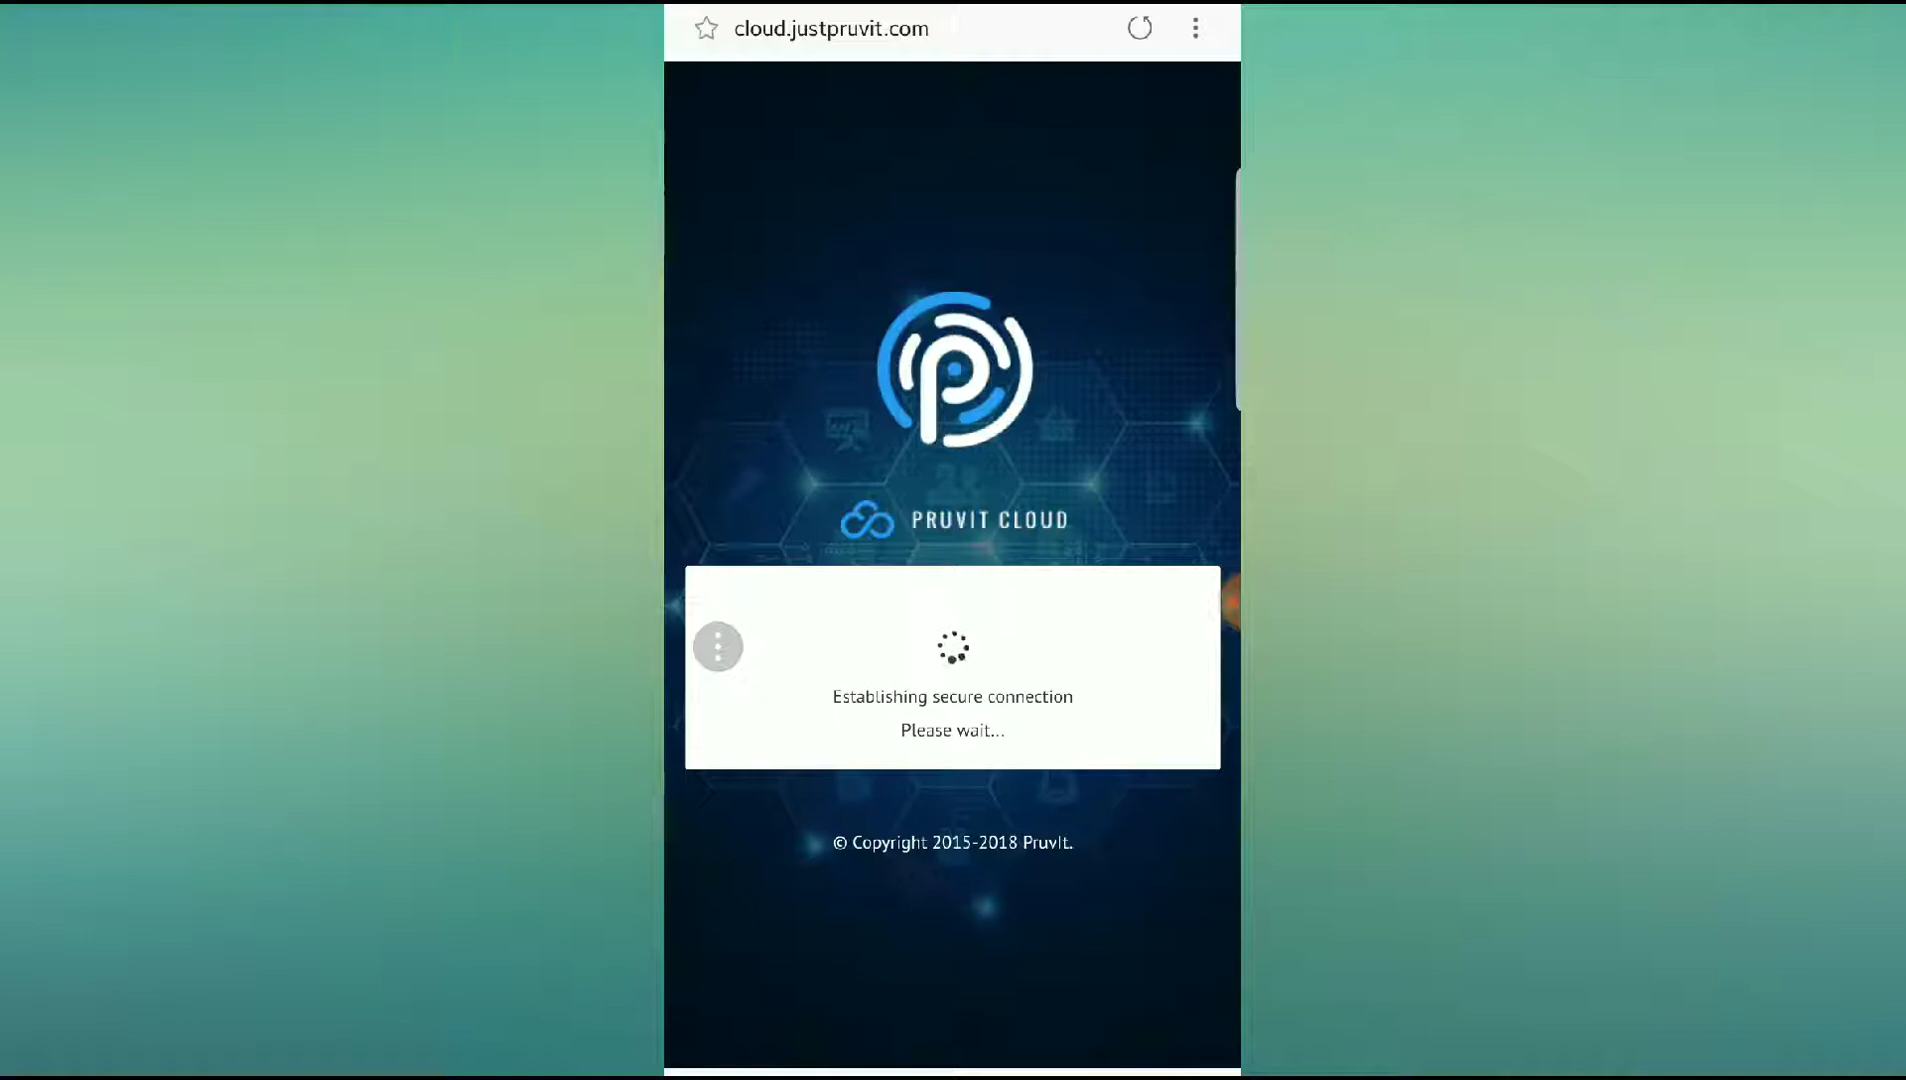 cloud.justpruvit.com
PRUVIT CLOUD
Establishing secure connection
Please wait...
© Copyright 2015-2018 PruvIt.